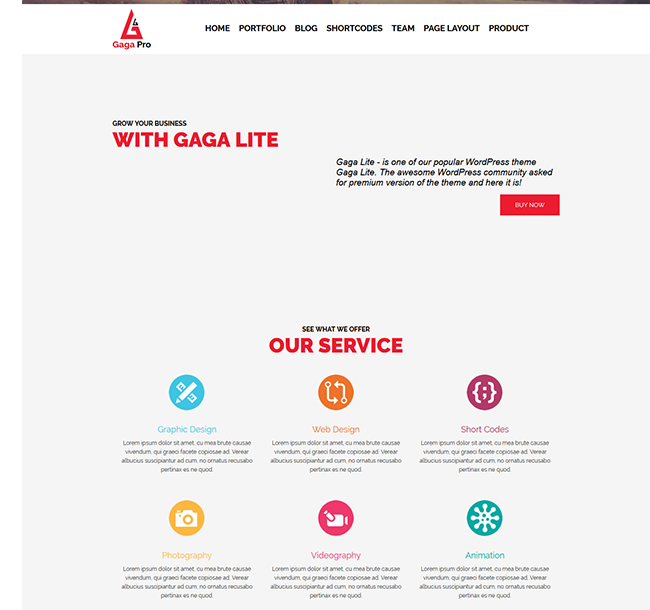 Gaga Pro
HOME PORTFOLIO BLOG SHORTCODES TEAM PAGE LAYOUT PRODUCT
GROW YOUR BUSINESS
WITH GAGA LITE
Gaga Lite - is one of our popular WordPress theme
Gaga Lite. The awesome WordPress community asked
for premium version of the theme and here it is!
BUY NOW
SEE WHAT WE OFFER
OUR SERVICE
Graphic Design
Lorem ipsum dolor sit amet, cu mea brute causae
vivendum, qui graeci facete copiosae ad. Verear
albucius suscipiantur ad cum, no ornatus recusabo
pertinax es ne quod.
Web Design
Lorem ipsum dolor sit amet, cu mea brute causae
vivendum, qui graeci facete copiosae ad. Verear
albucius suscipiantur ad cum, no ornatus recusabo
pertinax es ne quod.
Short Codes
Lorem ipsum dolor sit amet, cu mea brute causae
vivendum, qui graeci facete copiosae ad. Verear
albucius suscipiantur ad cum, no ornatus recusabo
pertinax es ne quod.
Photography
Lorem ipsum dolor sit amet, cu mea brute causae
vivendum, qui graeci facete copiosae ad. Verear
albucius suscipiantur ad cum, no ornatus recusabo
pertinax es ne quod.
Videography
Lorem ipsum dolor sit amet, cu mea brute causae
vivendum, qui graeci facete copiosae ad. Verear
albucius suscipiantur ad cum, no ornatus recusabo
pertinax es ne quod.
Animation
Lorem ipsum dolor sit amet, cu mea brute causae
vivendum, qui graeci facete copiosae ad. Verear
albucius suscipiantur ad cum, no ornatus recusabo
pertinax es ne quod.